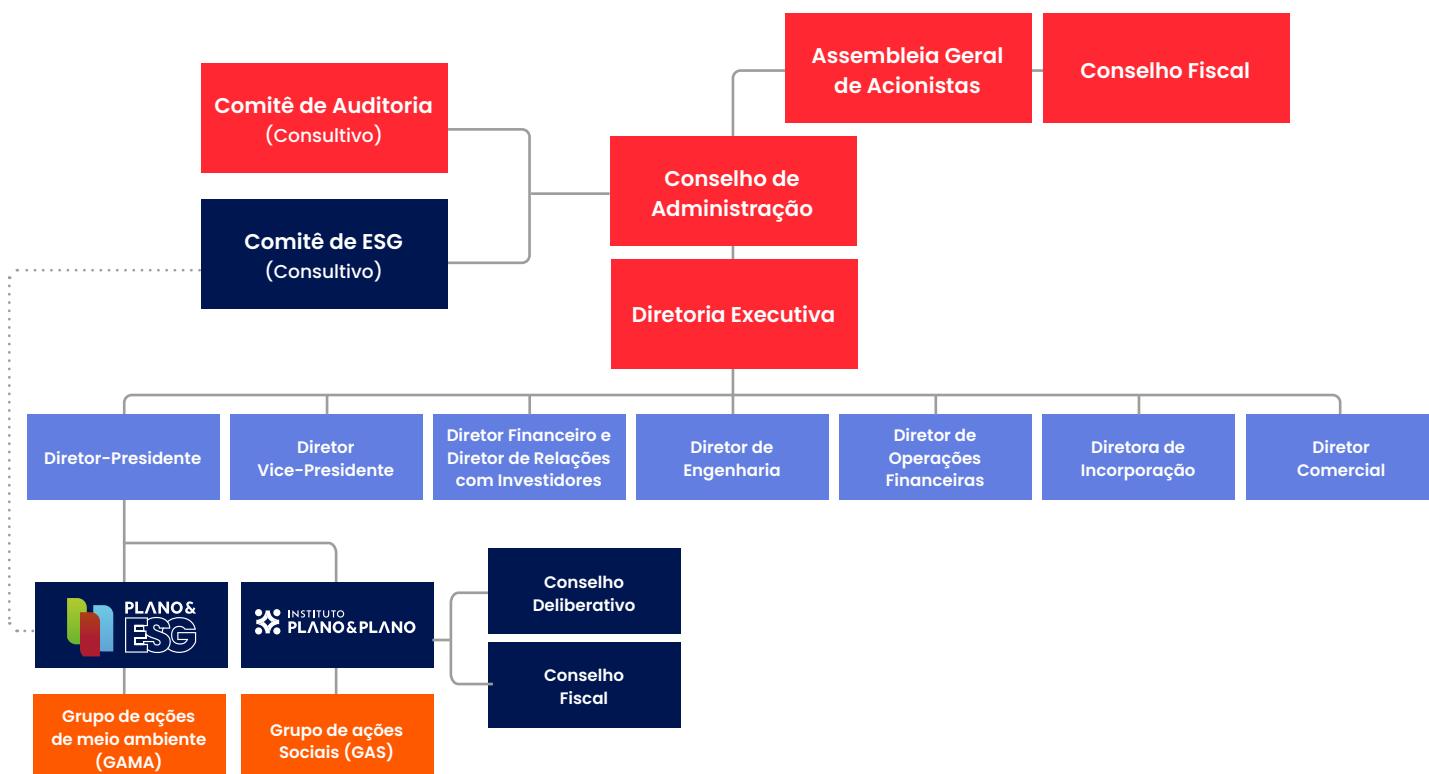 Assembleia Geral
de Acionistas
Conselho Fiscal
Comitê de Auditoria
(Consultivo)
Conselho de
Administração
Comitê de ESG
(Consultivo)
Diretoria Executiva
Diretor-Presidente
Diretor
Vice-Presidente
Diretor Financeiro e
Diretor de Relações
com Investidores
Diretor de
Engenharia
Diretor de
Operações
Financeiras
Diretora de
Incorporação
Diretor
Comercial
PLANO&
ESG
INSTITUTO
PLANO&PLANO
Conselho
Deliberativo
Conselho
Fiscal
Grupo de ações
de meio ambiente
(GAMA)
Grupo de ações
Sociais (GAS)